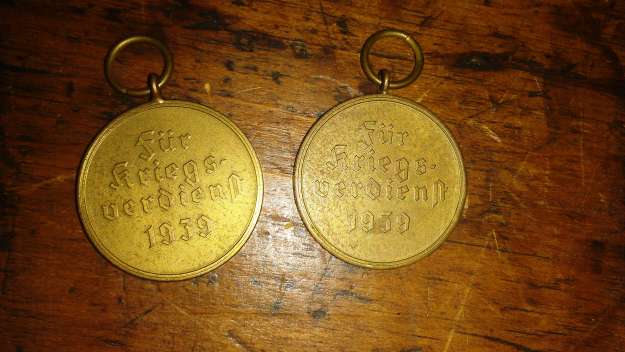 Für
Kriegs-
verdienst
1939
Für
Kriegs-
verdienst
1939